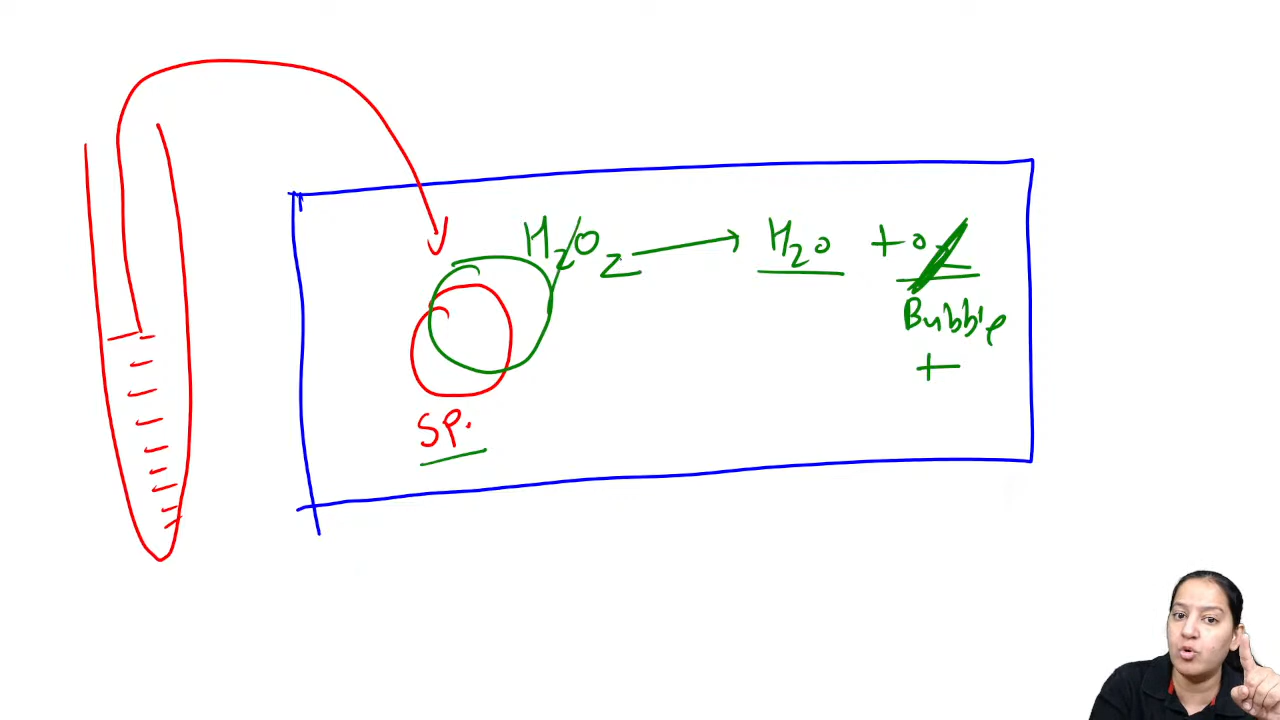 H₂O₂ → H₂O + O₂
Bubble
+
SP.